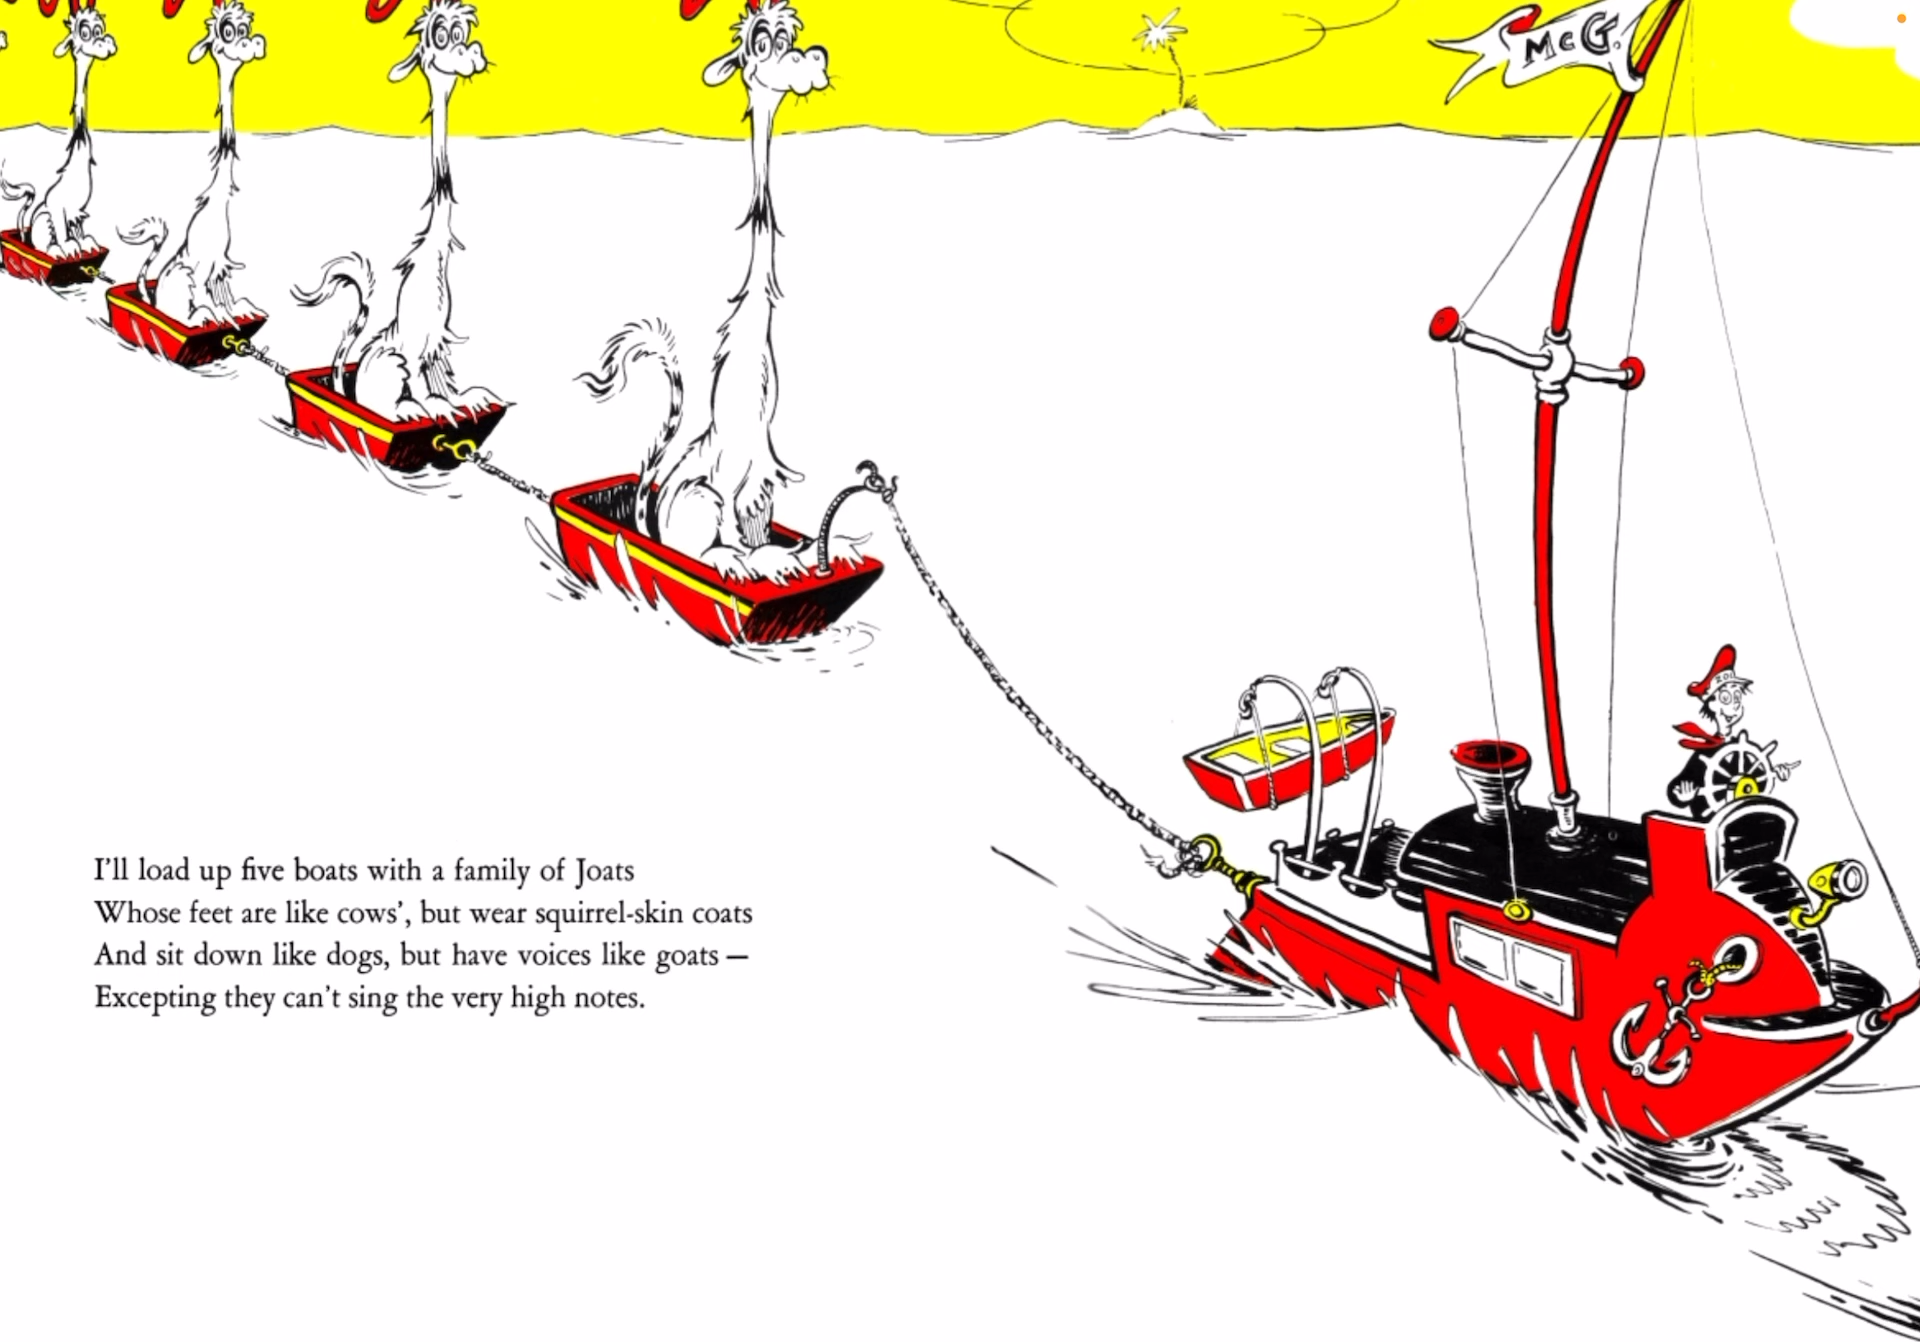 McG.
ZOO
I'll load up five boats with a family of Joats
Whose feet are like cows', but wear squirrel-skin coats
And sit down like dogs, but have voices like goats —
Excepting they can't sing the very high notes.